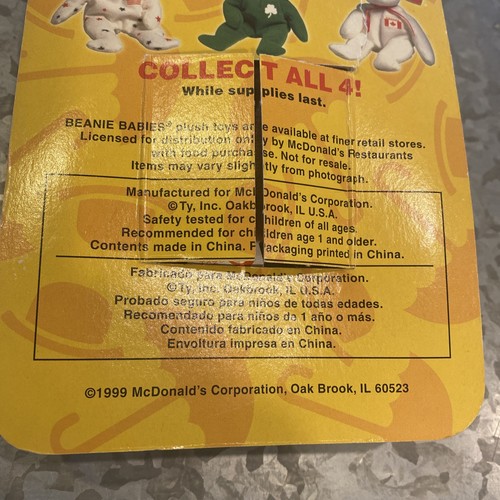 COLLECT ALL 4!
While supplies last.
BEANIE BABIES® plush toys are available at finer retail stores.
Licensed for distribution only by McDonald's Restaurants
with food purchase. Not for resale.
Items may vary slightly from photograph.
Manufactured for McDonald's Corporation.
©Ty, Inc. Oakbrook, IL U.S.A.
Safety tested for children of all ages.
Recommended for children age 1 and older.
Contents made in China. Packaging printed in China.
Fabricado para McDonald's Corporation.
©Ty, Inc. Oakbrook, IL U.S.A.
Probado seguro para niños de todas edades.
Recomendado para niños de 1 año o más.
Contenido fabricado en China.
Envoltura impresa en China.
©1999 McDonald's Corporation, Oak Brook, IL 60523